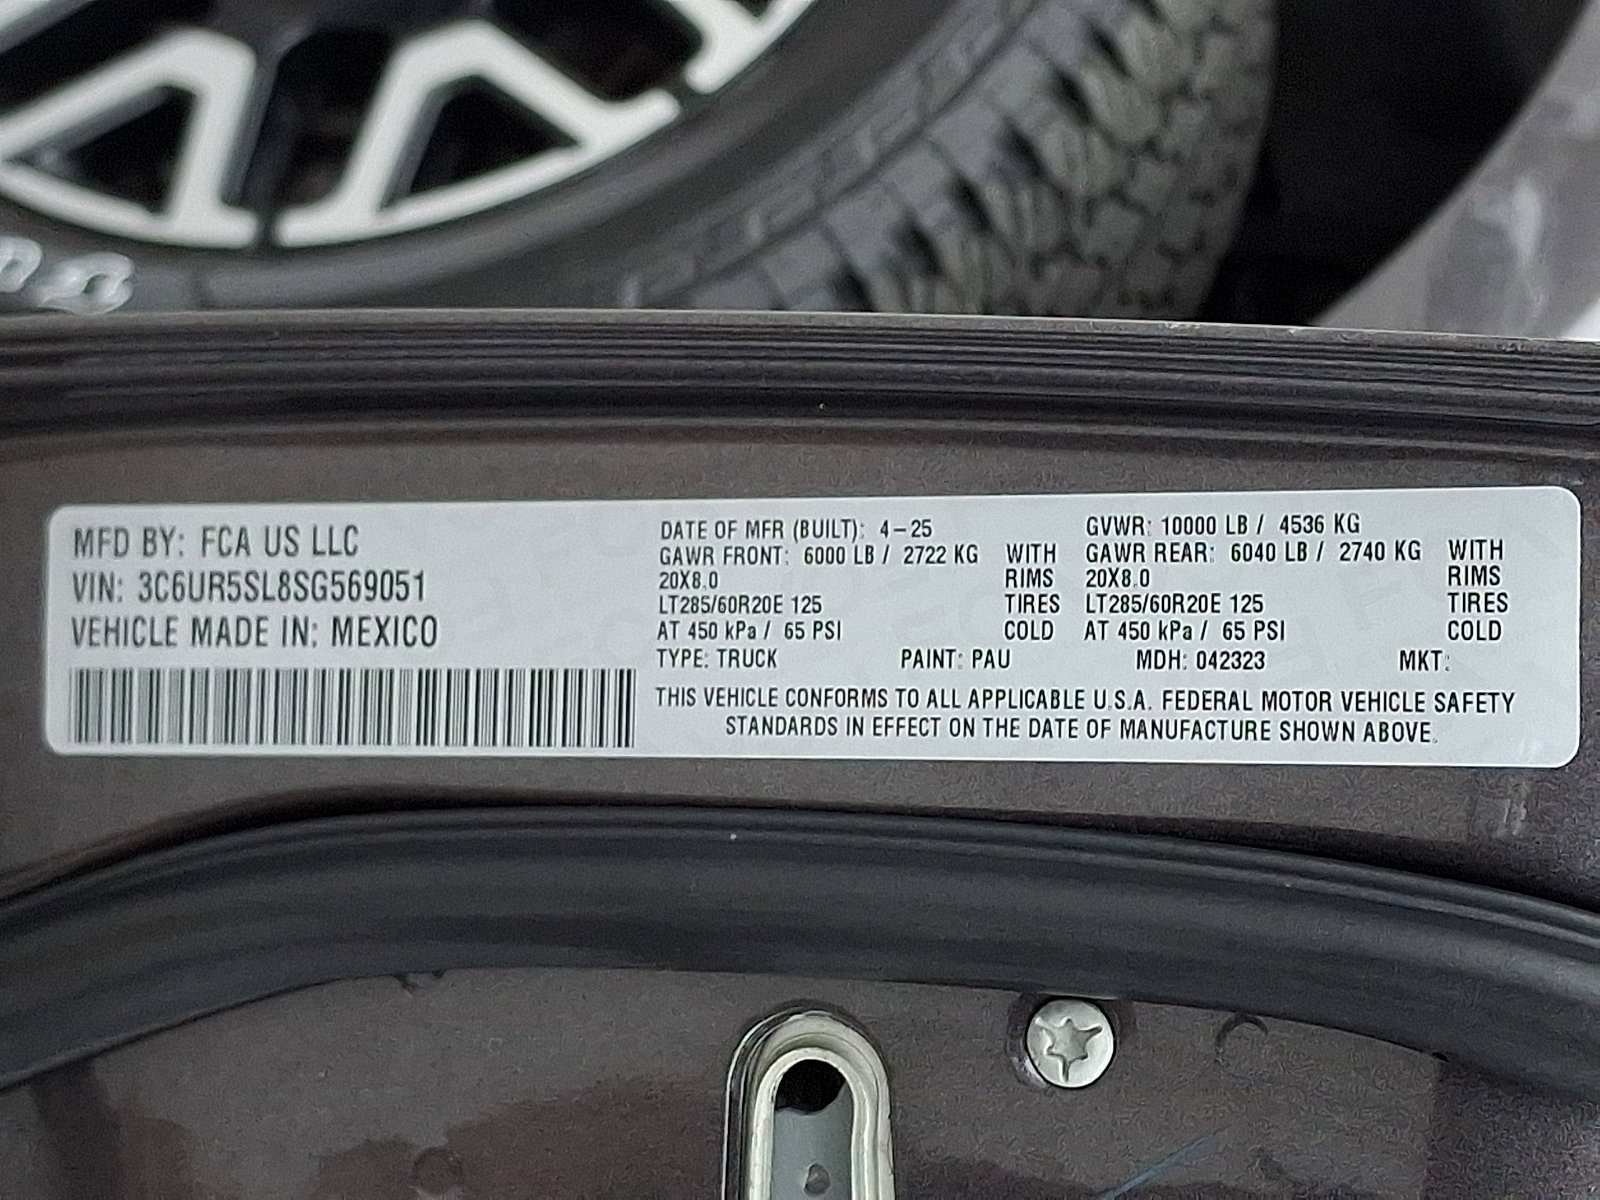 MFD BY: FCA US LLC
VIN: 3C6UR5SL8SG569051
VEHICLE MADE IN: MEXICO
DATE OF MFR (BUILT): 4-25 GVWR: 10000 LB / 4536 KG
GAWR FRONT: 6000 LB / 2722 KG WITH GAWR REAR: 6040 LB / 2740 KG WITH
20X8.0 RIMS 20X8.0 RIMS
LT285/60R20E 125 TIRES LT285/60R20E 125 TIRES
AT 450 kPa / 65 PSI COLD AT 450 kPa / 65 PSI COLD
TYPE: TRUCK PAINT: PAU MDH: 042323 MKT:
THIS VEHICLE CONFORMS TO ALL APPLICABLE U.S.A. FEDERAL MOTOR VEHICLE SAFETY
STANDARDS IN EFFECT ON THE DATE OF MANUFACTURE SHOWN ABOVE.